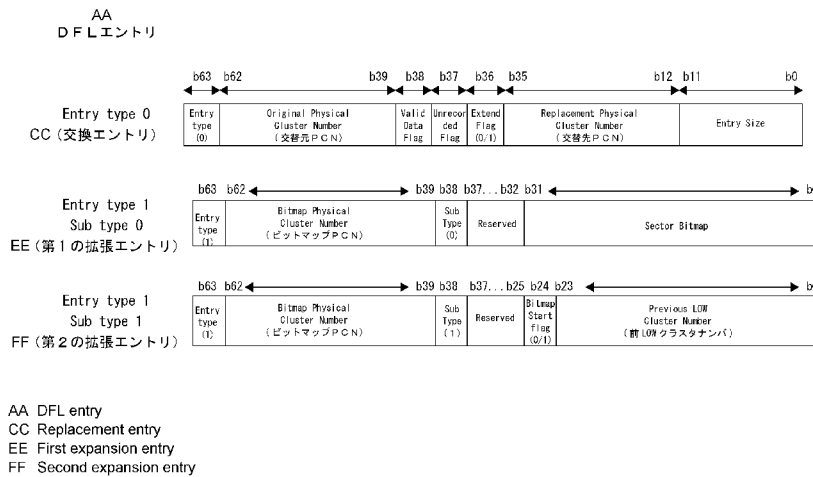 AA
DFLエントリ
b63 b62 b39 b38 b37 b36 b35 b12 b11 b0
Entry type 0
CC (交換エントリ)
Entry type (0)
Original Physical Cluster Number (交替元PCN)
Valid Data Flag
Unrecorded Flag
Extend Flag (0/1)
Replacement Physical Cluster Number (交替先PCN)
Entry Size
b63 b62 b39 b38 b37...b32 b31
Entry type 1
Sub type 0
EE (第1の拡張エントリ)
Entry type (1)
Bitmap Physical Cluster Number (ビットマップPCN)
Sub Type (0)
Reserved
Sector Bitmap
b63 b62 b39 b38 b37...b25 b24 b23
Entry type 1
Sub type 1
FF (第2の拡張エントリ)
Entry type (1)
Bitmap Physical Cluster Number (ビットマップPCN)
Sub Type (1)
Reserved
Bitmap Start flag (0/1)
Previous LOW Cluster Number (前LOWクラスタナンバ)
AA DFL entry
CC Replacement entry
EE First expansion entry
FF Second expansion entry